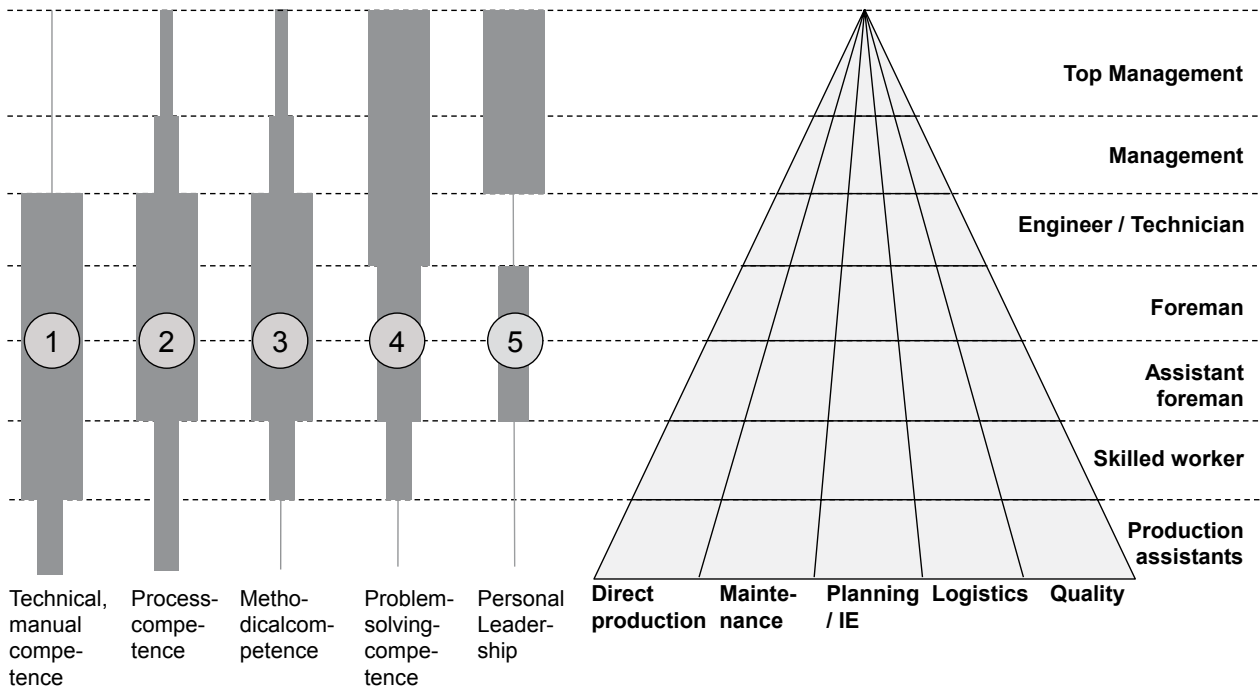 Top Management
Management
Engineer / Technician
Foreman
1
2
3
4
5
Assistant
foreman
Skilled worker
Production
assistants
Technical,
manual
compe-
tence
Process-
compe-
tence
Metho-
dicalcom-
petence
Problem-
solving-
compe-
tence
Personal
Leader-
ship
Direct
production
Mainte-
nance
Planning
/ IE
Logistics
Quality